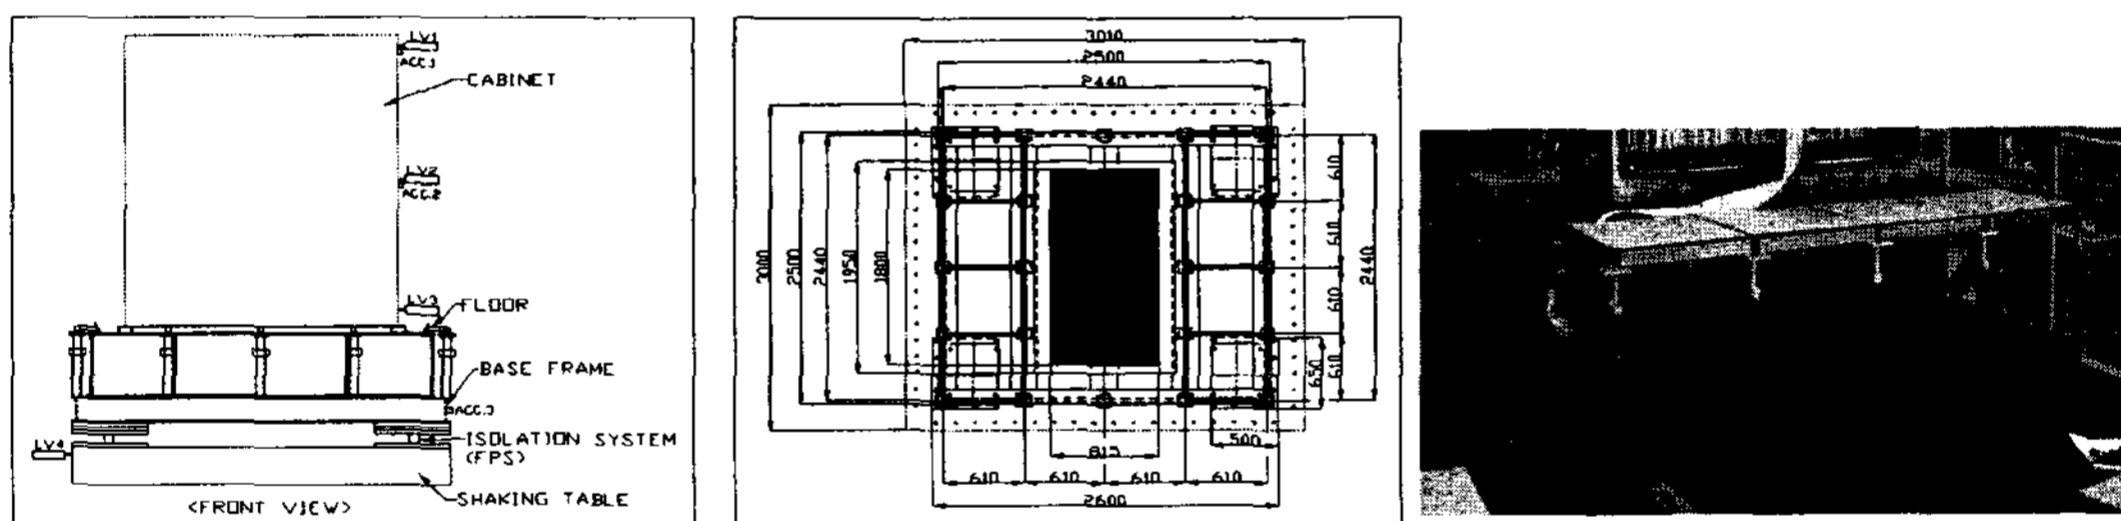 LV1
ACC.1
CABINET
LV2
ACC.2
LV3
FLOOR
BASE FRAME
ACC.3
ISOLATION SYSTEM
(FPS)
LV4
SHAKING TABLE
<FRONT VIEW>
3010
2500
2440
3000
2500
2440
1950
1800
610
610
610
610
2440
650
500
815
610
610
610
610
2600